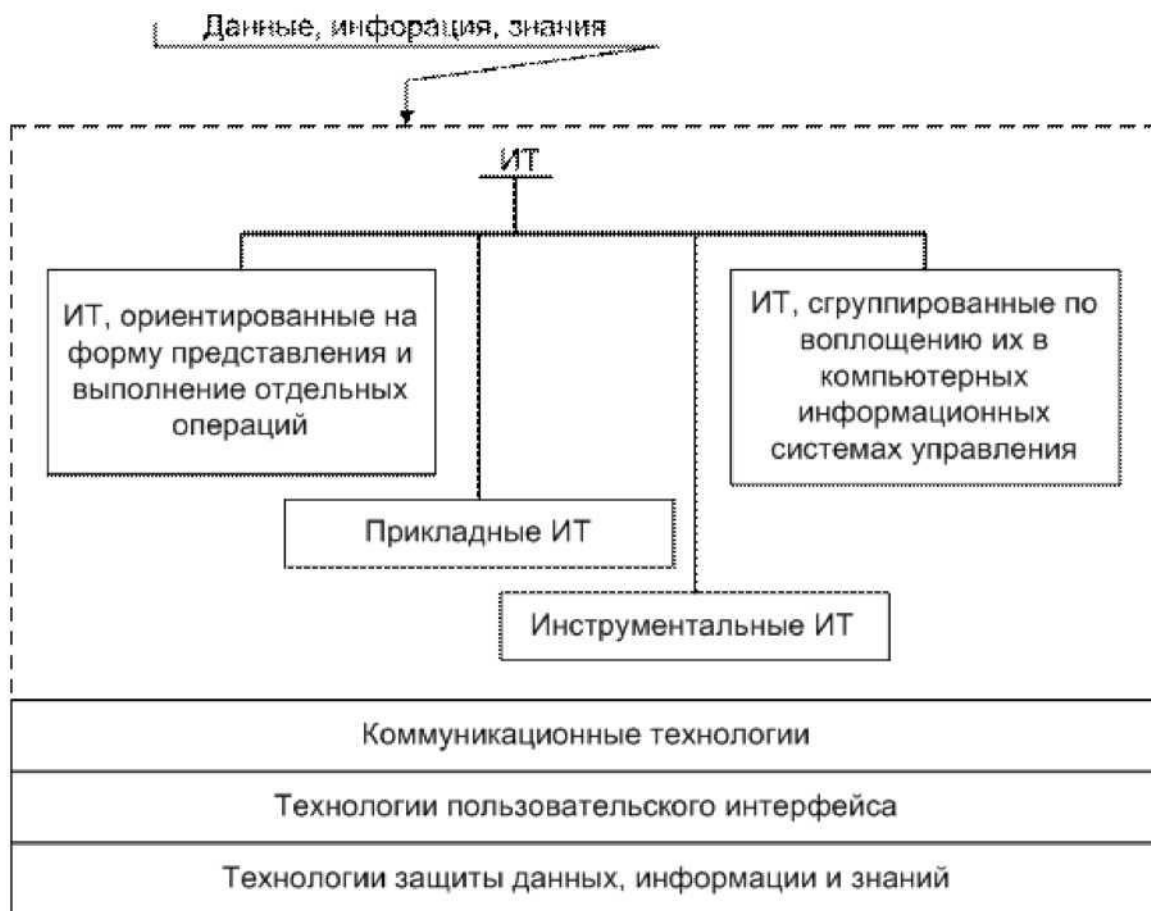 Данные, инфорация, знания
ИТ
ИТ, ориентированные на
форму представления и
выполнение отдельных
операций
ИТ, сгруппированные по
воплощению их в
компьютерных
информационных
системах управления
Прикладные ИТ
Инструментальные ИТ
Коммуникационные технологии
Технологии пользовательского интерфейса
Технологии защиты данных, информации и знаний